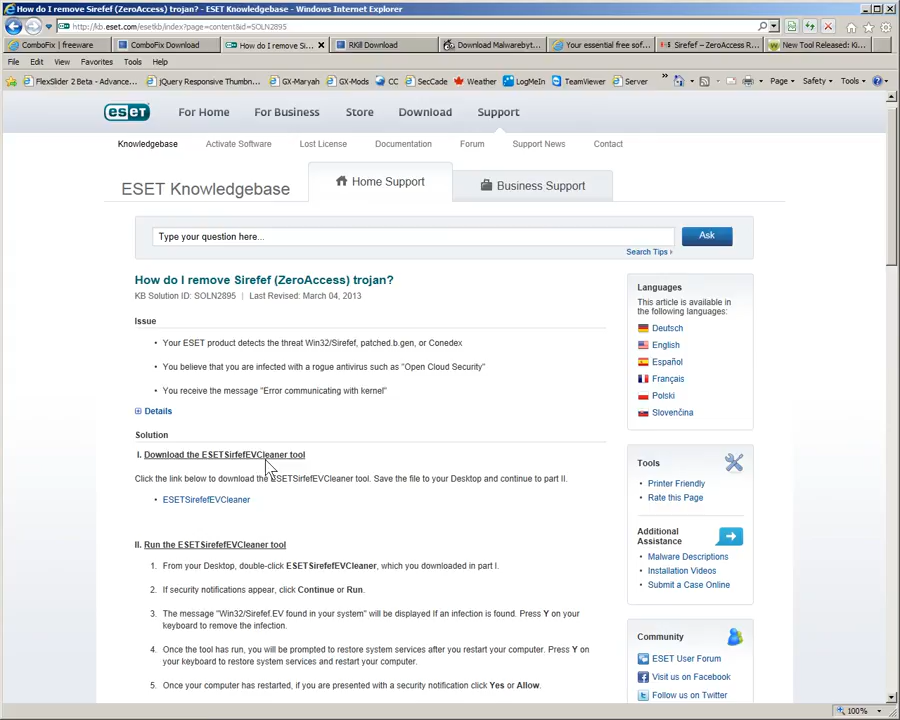 How do I remove Sirefef (ZeroAccess) trojan? - ESET Knowledgebase - Windows Internet Explorer
http://kb.eset.com/esetkb/index?page=content&id=SOLN2895
ComboFix | freeware
ComboFix Download
How do I remove Si...
RKill Download
Download Malwarebyt...
Your essential free sof...
Sirefef – ZeroAccess R...
New Tool Released: Ki...
File Edit View Favorites Tools Help
FlexSlider 2 Beta - Advance...
jQuery Responsive Thumb...
GX-Maryah
GX-Mods
CC
SecCade
Weather
LogMeIn
TeamViewer
Server
Page
Safety
Tools
eset
For Home
For Business
Store
Download
Support
Knowledgebase
Activate Software
Lost License
Documentation
Forum
Support News
Contact
ESET Knowledgebase
Home Support
Business Support
Type your question here...
Ask
Search Tips ›
How do I remove Sirefef (ZeroAccess) trojan?
KB Solution ID: SOLN2895 | Last Revised: March 04, 2013
Issue
• Your ESET product detects the threat Win32/Sirefef, patched.b.gen, or Conedex
• You believe that you are infected with a rogue antivirus such as "Open Cloud Security"
• You receive the message "Error communicating with kernel"
Details
Solution
I. Download the ESETSirfefEVCleaner tool
Click the link below to download the ESETSirfefEVCleaner tool. Save the file to your Desktop and continue to part II.
• ESETSirefefEVCleaner
II. Run the ESETSirefefEVCleaner tool
1. From your Desktop, double-click ESETSirefefEVCleaner, which you downloaded in part I.
2. If security notifications appear, click Continue or Run.
3. The message "Win32/Sirefef.EV found in your system" will be displayed If an infection is found. Press Y on your
keyboard to remove the infection.
4. Once the tool has run, you will be prompted to restore system services after you restart your computer. Press Y on
your keyboard to restore system services and restart your computer.
5. Once your computer has restarted, if you are presented with a security notification click Yes or Allow.
Languages
This article is available in
the following languages:
Deutsch
English
Español
Français
Polski
Slovenčina
Tools
• Printer Friendly
• Rate this Page
Additional
Assistance
• Malware Descriptions
• Installation Videos
• Submit a Case Online
Community
ESET User Forum
Visit us on Facebook
Follow us on Twitter
100%